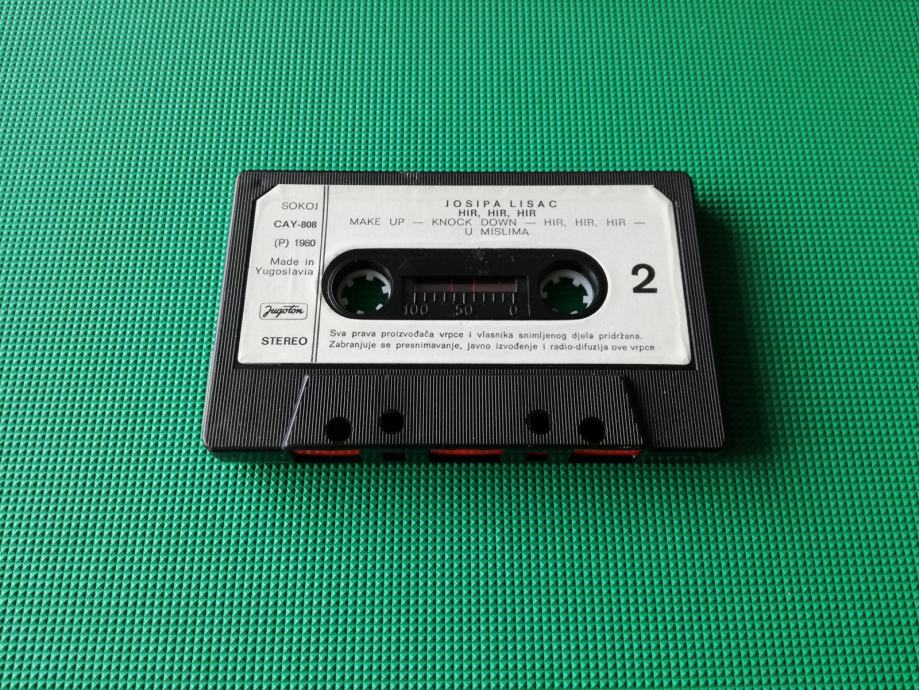 SOKOJ
CAY-808
(P) 1980
Made in
Yugoslavia
Jugoton
STEREO
JOSIPA LISAC
HIR, HIR, HIR
MAKE UP — KNOCK DOWN — HIR, HIR, HIR —
U MISLIMA
2
100 50 0
Sva prava proizvođača vrpce i vlasnika snimljenog djela pridržana.
Zabranjuje se presnimavanje, javno izvođenje i radio-difuzija ove vrpce